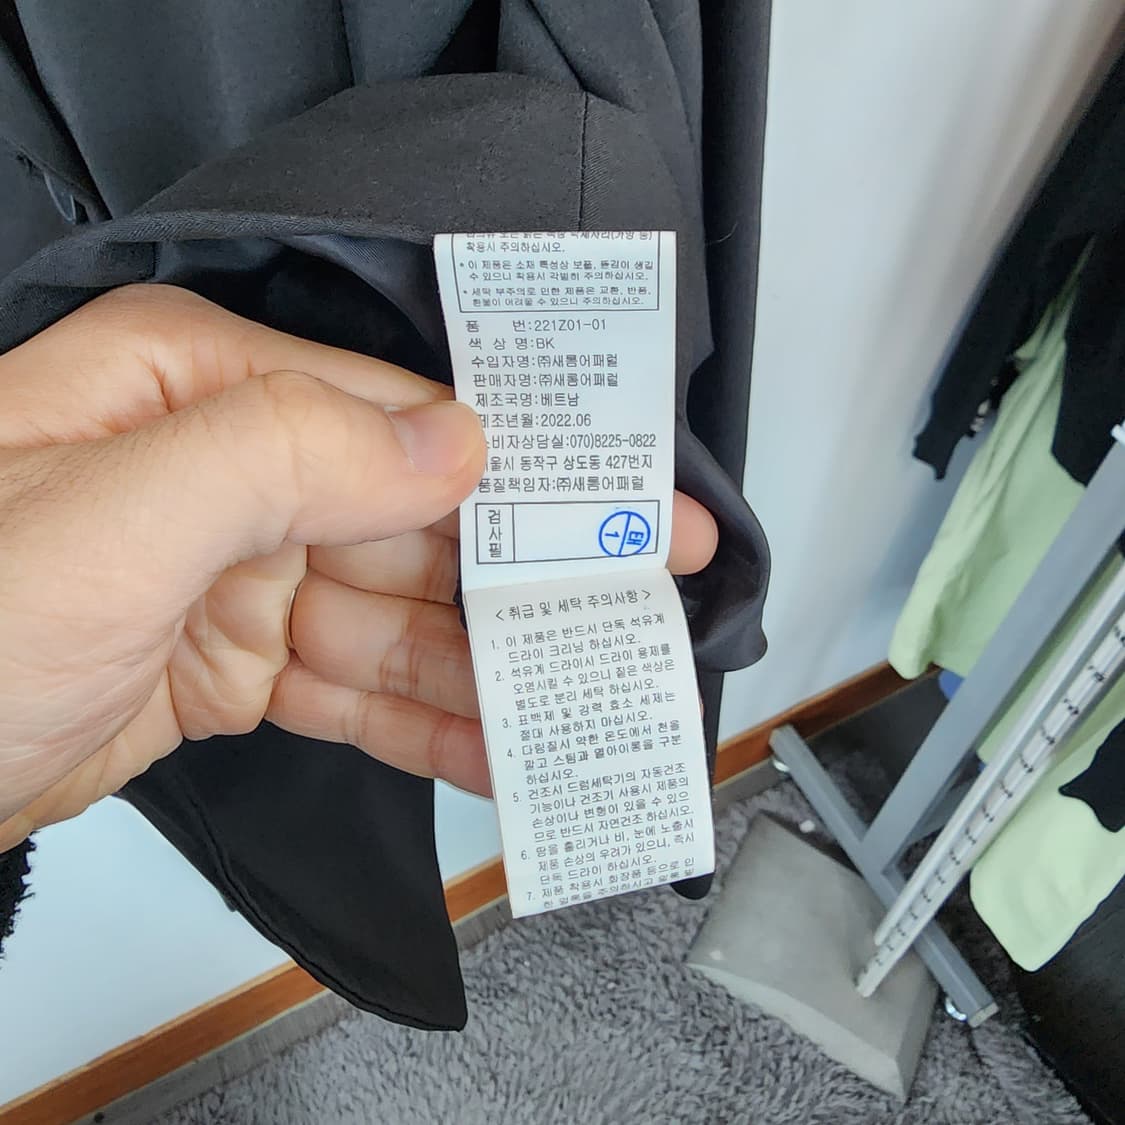 착용시 주의하십시오.
* 이 제품은 소재 특성상 보풀, 뜯김이 생길
수 있으니 착용시 각별히 주의하십시오.
* 세탁 부주의로 인한 제품은 교환, 반품,
환불이 어려울 수 있으니 주의하십시오.
품 번:221Z01-01
색 상 명:BK
수입자명:㈜새롬어패럴
판매자명:㈜새롬어패럴
제조국명:베트남
제조년월:2022.06
소비자상담실:070)8225-0822
서울시 동작구 상도동 427번지
품질책임자:㈜새롬어패럴
검사필
태 1
< 취급 및 세탁 주의사항 >
1. 이 제품은 반드시 단독 석유계
드라이 크리닝 하십시오.
2. 석유계 드라이시 드라이 용제를
오염시킬 수 있으니 짙은 색상은
별도로 분리 세탁 하십시오.
3. 표백제 및 강력 효소 세제는
절대 사용하지 마십시오.
4. 다림질시 약한 온도에서 천을
깔고 스팀과 열아이롱을 구분
하십시오.
5. 건조시 드럼세탁기의 자동건조
기능이나 건조기 사용시 제품의
손상이나 변형이 있을 수 있으
므로 반드시 자연건조 하십시오.
6. 땀을 흘리거나 비, 눈에 노출시
제품 손상의 우려가 있으니, 즉시
단독 드라이 하십시오.
7. 제품 착용시 화장품 등으로 인
한 얼룩을 주의하시고